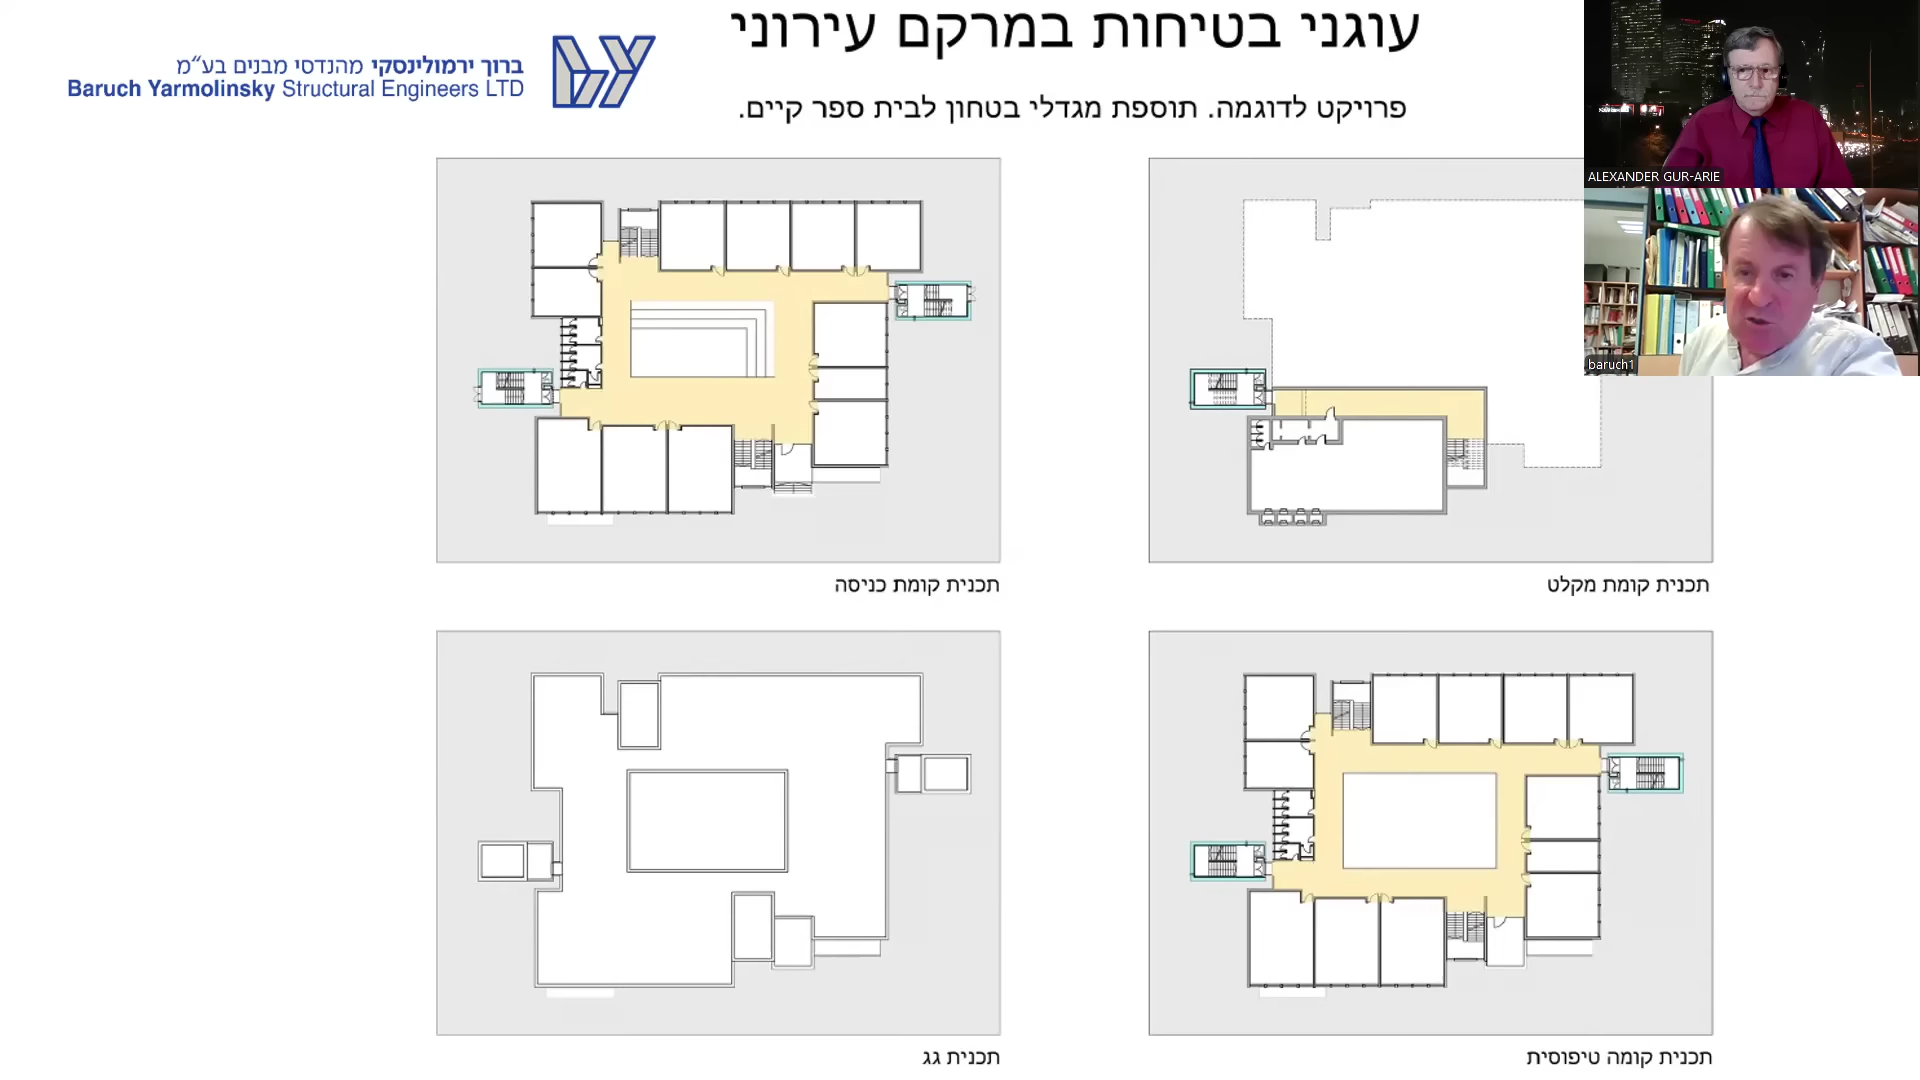 עוגני בטיחות במרקם עירוני
ברוך ירמולינסקי מהנדסי מבנים בע״מ
Baruch Yarmolinsky Structural Engineers LTD
פרויקט לדוגמה. תוספת מגדלי בטחון לבית ספר קיים.
ALEXANDER GUR-ARIE
baruch1
תכנית קומת מקלט
תכנית קומת כניסה
תכנית קומה טיפוסית
תכנית גג